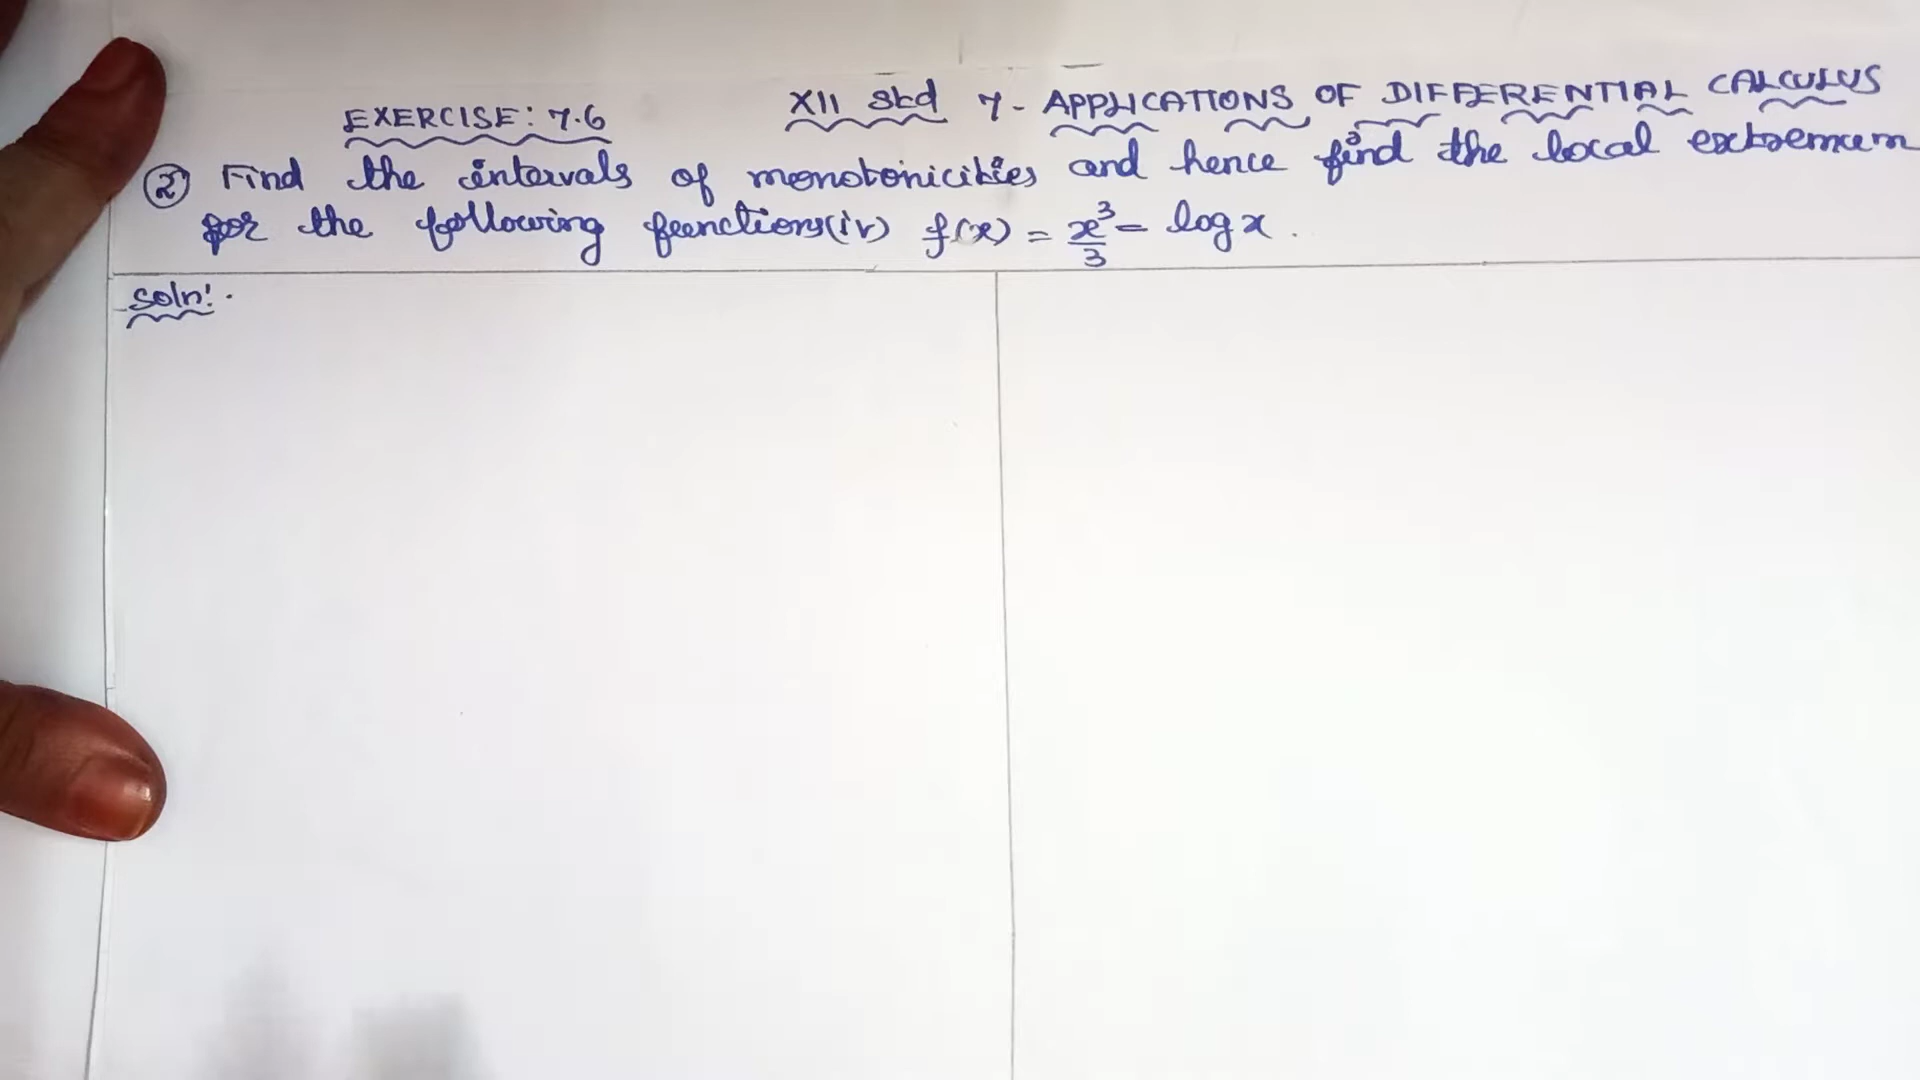 EXERCISE: 7.6 XII Std 7- APPLICATIONS OF DIFFERENTIAL CALCULUS
② Find the intervals of monotonicities and hence find the local extremum
for the following functions(iv) f(x) = x³/3 - log x .
Soln: